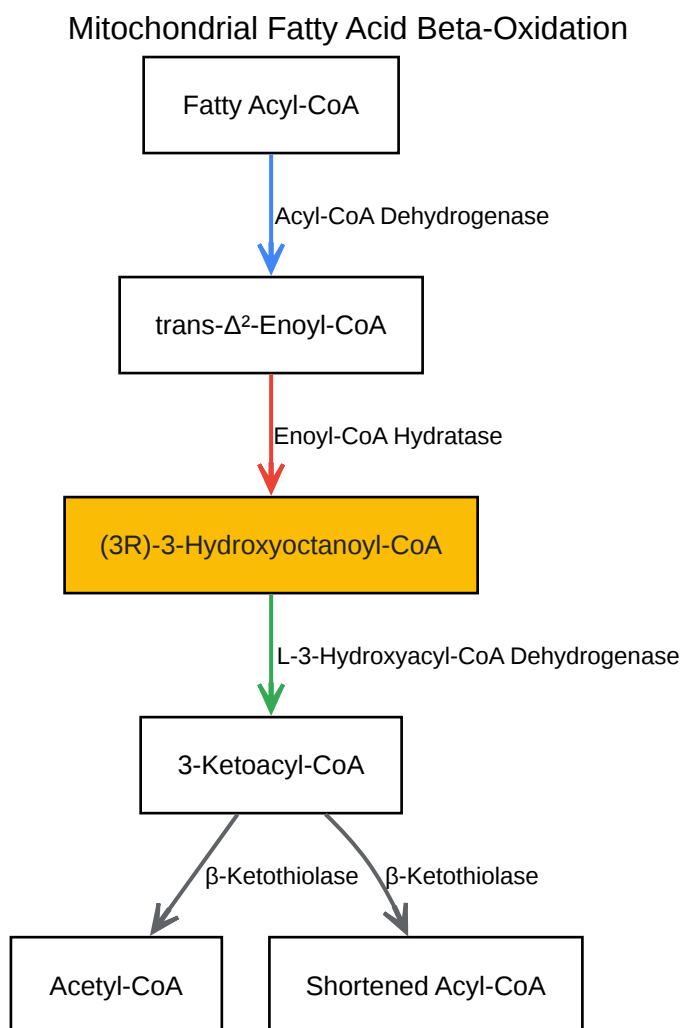 Mitochondrial Fatty Acid Beta-Oxidation
Fatty Acyl-CoA
Acyl-CoA Dehydrogenase
trans-Δ²-Enoyl-CoA
Enoyl-CoA Hydratase
(3R)-3-Hydroxyoctanoyl-CoA
L-3-Hydroxyacyl-CoA Dehydrogenase
3-Ketoacyl-CoA
β-Ketothiolase β-Ketothiolase
Acetyl-CoA Shortened Acyl-CoA